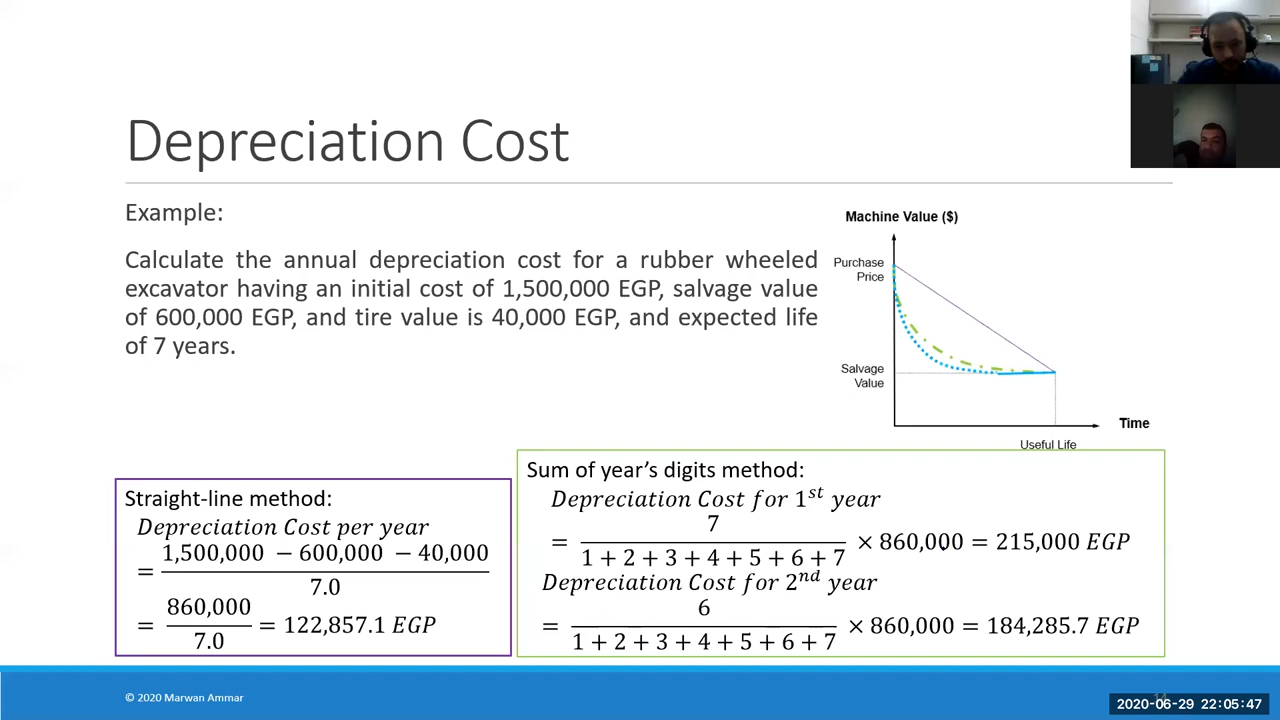 Depreciation Cost
Example:
Calculate the annual depreciation cost for a rubber wheeled
excavator having an initial cost of 1,500,000 EGP, salvage value
of 600,000 EGP, and tire value is 40,000 EGP, and expected life
of 7 years.
Machine Value ($)
Purchase
Price
Salvage
Value
Time
Useful Life
Straight-line method:
Depreciation Cost per year
= 1,500,000 − 600,000 − 40,000
7.0
= 860,000
7.0
= 122,857.1 EGP
Sum of year's digits method:
Depreciation Cost for 1st year
= 7
1 + 2 + 3 + 4 + 5 + 6 + 7
× 860,000 = 215,000 EGP
Depreciation Cost for 2nd year
= 6
1 + 2 + 3 + 4 + 5 + 6 + 7
× 860,000 = 184,285.7 EGP
© 2020 Marwan Ammar
2020-06-29 22:05:47